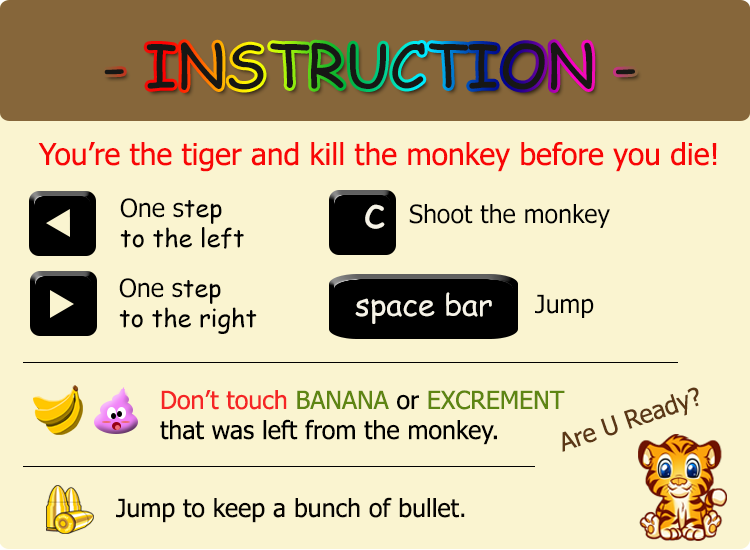 - INSTRUCTION -
You're the tiger and kill the monkey before you die!
One step
to the left
C
Shoot the monkey
One step
to the right
space bar
Jump
Don't touch BANANA or EXCREMENT
that was left from the monkey.
Are U Ready?
Jump to keep a bunch of bullet.